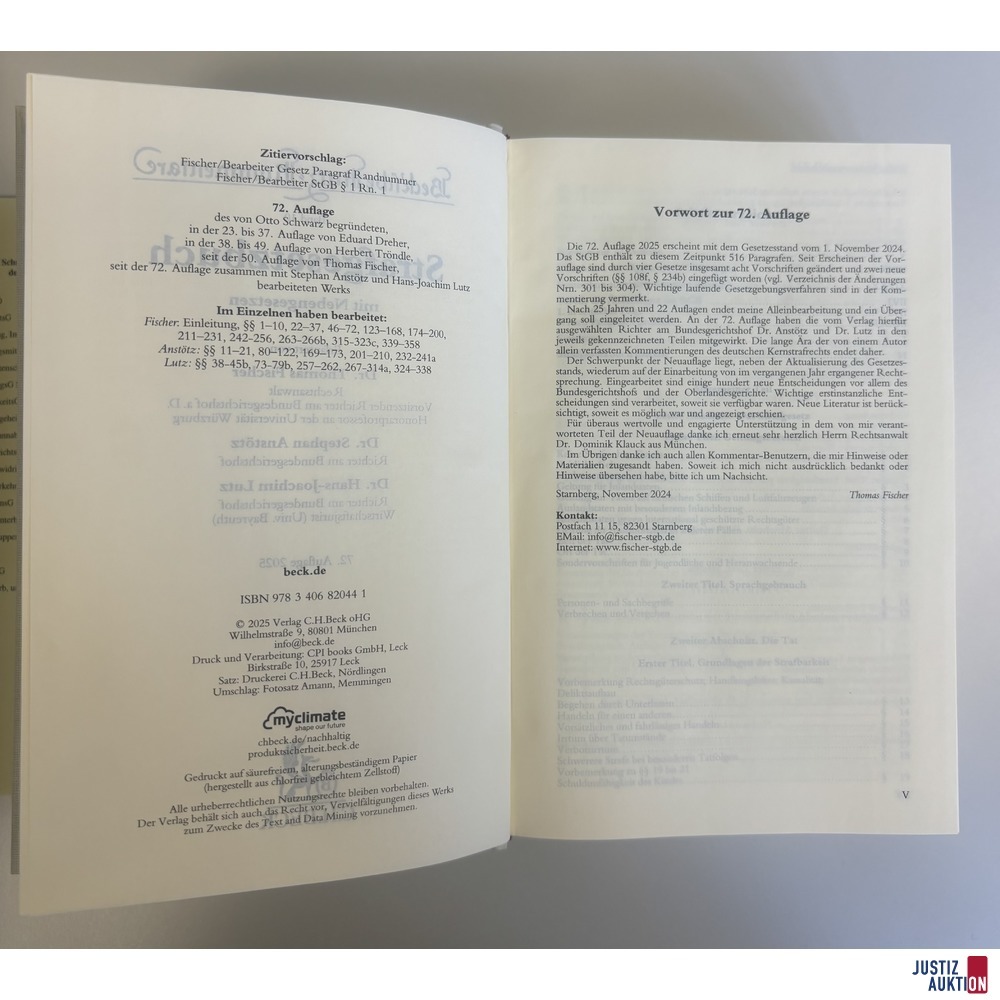 Zitiervorschlag:
Fischer/Bearbeiter Gesetz Paragraf Randnummer
Fischer/Bearbeiter StGB § 1 Rn. 1
72. Auflage
des von Otto Schwarz begründeten,
in der 23. bis 37. Auflage von Eduard Dreher,
in der 38. bis 49. Auflage von Herbert Tröndle,
seit der 50. Auflage von Thomas Fischer,
seit der 72. Auflage zusammen mit Stephan Anstötz und Hans-Joachim Lutz
bearbeiteten Werks
Im Einzelnen haben bearbeitet:
Fischer: Einleitung, §§ 1–10, 22–37, 46–72, 123–168, 174–200,
211–231, 242–256, 263–266b, 315–323c, 339–358
Anstötz: §§ 11–21, 80–122, 169–173, 201–210, 232–241a
Lutz: §§ 38–45b, 73–79b, 257–262, 267–314a, 324–338
beck.de
ISBN 978 3 406 82044 1
© 2025 Verlag C.H.Beck oHG
Wilhelmstraße 9, 80801 München
info@beck.de
Druck und Verarbeitung: CPI books GmbH, Leck
Birkstraße 10, 25917 Leck
Satz: Druckerei C.H.Beck, Nördlingen
Umschlag: Fotosatz Amann, Memmingen
myclimate
shape our future
chbeck.de/nachhaltig
produktsicherheit.beck.de
Gedruckt auf säurefreiem, alterungsbeständigem Papier
(hergestellt aus chlorfrei gebleichtem Zellstoff)
Alle urheberrechtlichen Nutzungsrechte bleiben vorbehalten.
Der Verlag behält sich auch das Recht vor, Vervielfältigungen dieses Werks
zum Zwecke des Text and Data Mining vorzunehmen.
Vorwort zur 72. Auflage
Die 72. Auflage 2025 erscheint mit dem Gesetzesstand vom 1. November 2024.
Das StGB enthält zu diesem Zeitpunkt 516 Paragrafen. Seit Erscheinen der Vor-
auflage sind durch vier Gesetze insgesamt acht Vorschriften geändert und zwei neue
Vorschriften (§§ 108f, § 234b) eingefügt worden (vgl. Verzeichnis der Änderungen
Nrn. 301 bis 304). Wichtige laufende Gesetzgebungsverfahren sind in der Kom-
mentierung vermerkt.
Nach 25 Jahren und 22 Auflagen endet meine Alleinbearbeitung und ein Über-
gang soll eingeleitet werden. An der 72. Auflage haben die vom Verlag hierfür
ausgewählten Richter am Bundesgerichtshof Dr. Anstötz und Dr. Lutz in den
jeweils gekennzeichneten Teilen mitgewirkt. Die lange Ära der von einem Autor
allein verfassten Kommentierungen des deutschen Kernstrafrechts endet daher.
Der Schwerpunkt der Neuauflage liegt, neben der Aktualisierung des Gesetzes-
stands, wiederum auf der Einarbeitung von im vergangenen Jahr ergangener Recht-
sprechung. Eingearbeitet sind einige hundert neue Entscheidungen vor allem des
Bundesgerichtshofs und der Oberlandesgerichte. Wichtige erstinstanzliche Ent-
scheidungen sind verarbeitet, soweit sie verfügbar waren. Neue Literatur ist berück-
sichtigt, soweit es möglich war und angezeigt erschien.
Für überaus wertvolle und engagierte Unterstützung in dem von mir verant-
worteten Teil der Neuauflage danke ich erneut sehr herzlich Herrn Rechtsanwalt
Dr. Dominik Klauck aus München.
Im Übrigen danke ich auch allen Kommentar-Benutzern, die mir Hinweise oder
Materialien zugesandt haben. Soweit ich mich nicht ausdrücklich bedankt oder
Hinweise übersehen habe, bitte ich um Nachsicht.
Starnberg, November 2024 Thomas Fischer
Kontakt:
Postfach 11 15, 82301 Starnberg
EMail: info@fischer-stgb.de
Internet: www.fischer-stgb.de
V
JUSTIZ
AUKTION